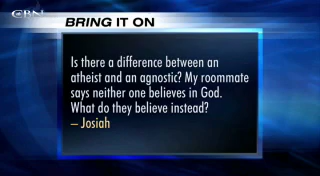 CBN
BRING IT ON
Is there a difference between an
atheist and an agnostic? My roommate
says neither one believes in God.
What do they believe instead?
– Josiah